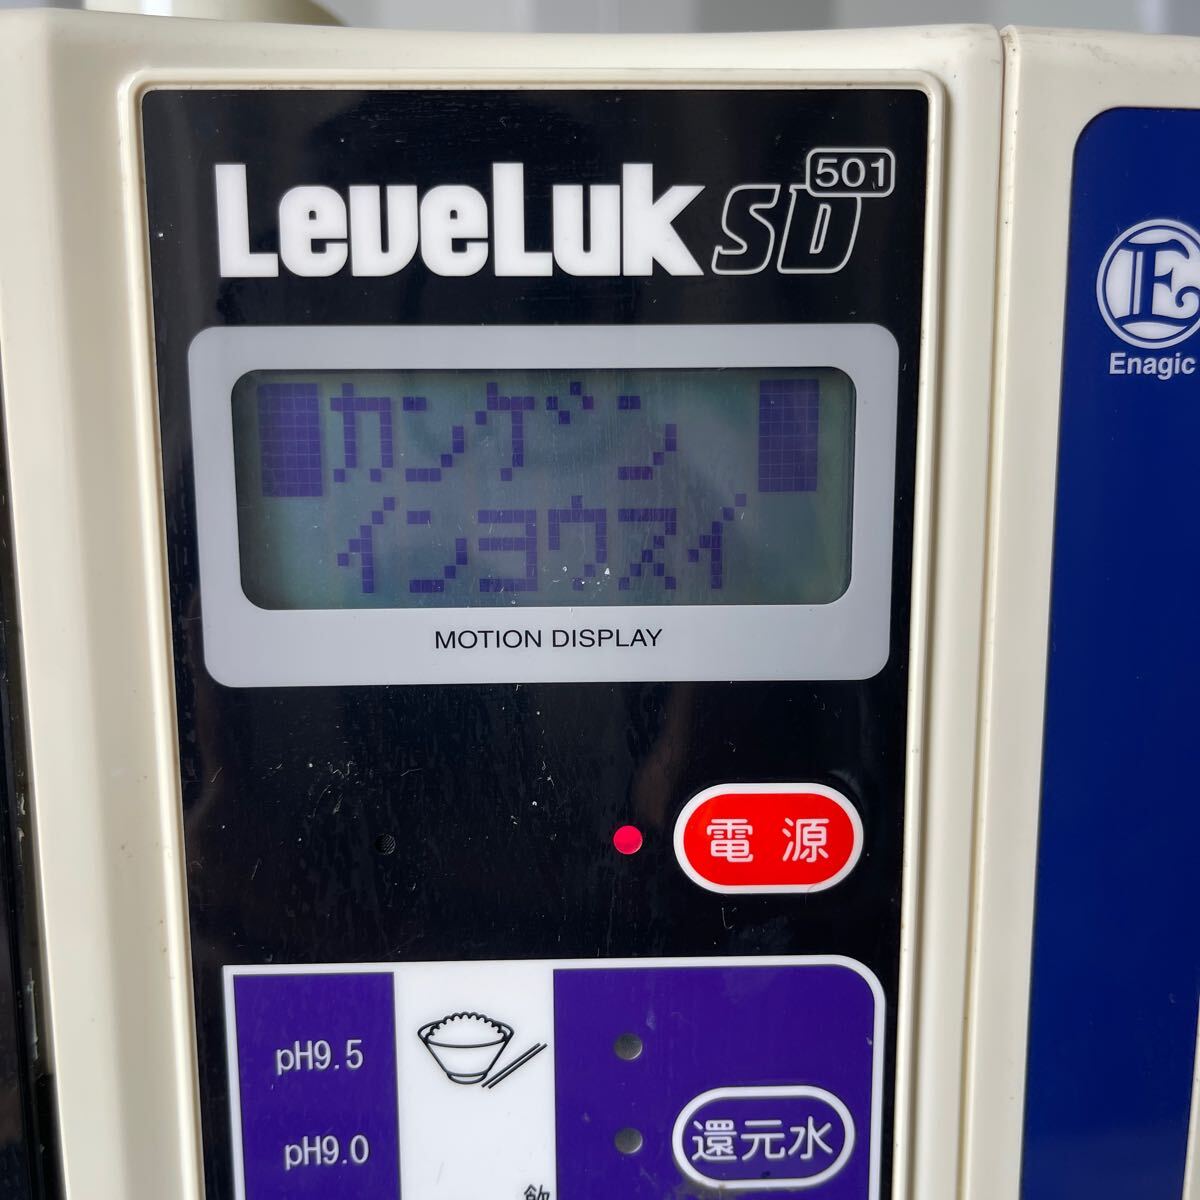 LeveLuk SD 501
E
Enagic
カンゲン
インヨウスイ
MOTION DISPLAY
電源
pH9.5
還元水
pH9.0
飲